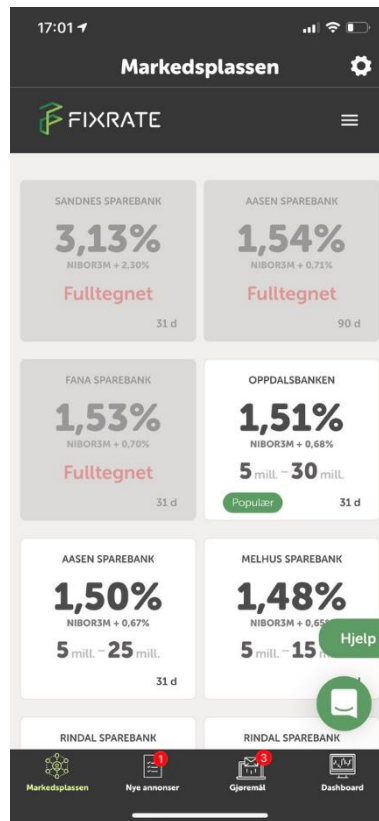 17:01
Markedsplassen
FIXRATE
SANDNES SPAREBANK
3,13%
NIBOR3M + 2,30%
Fulltegnet
31 d
AASEN SPAREBANK
1,54%
NIBOR3M + 0,71%
Fulltegnet
90 d
FANA SPAREBANK
1,53%
NIBOR3M + 0,70%
Fulltegnet
31 d
OPPDALSBANKEN
1,51%
NIBOR3M + 0,68%
5 mill. – 30 mill.
Populær
31 d
AASEN SPAREBANK
1,50%
NIBOR3M + 0,67%
5 mill. – 25 mill.
31 d
MELHUS SPAREBANK
1,48%
NIBOR3M + 0,65
5 mill. – 15
Hjelp
RINDAL SPAREBANK
RINDAL SPAREBANK
1
3
Markedsplassen
Nye annonser
Gjøremål
Dashboard